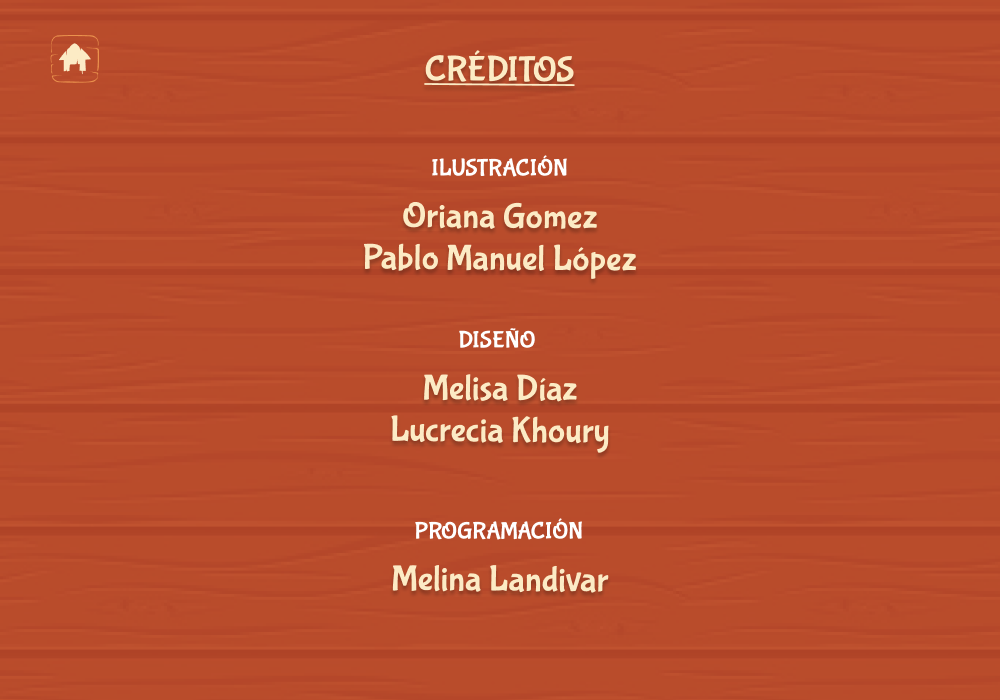 CRÉDITOS
ILUSTRACIÓN
Oriana Gomez
Pablo Manuel López
DISEÑO
Melisa Díaz
Lucrecia Khoury
PROGRAMACIÓN
Melina Landivar